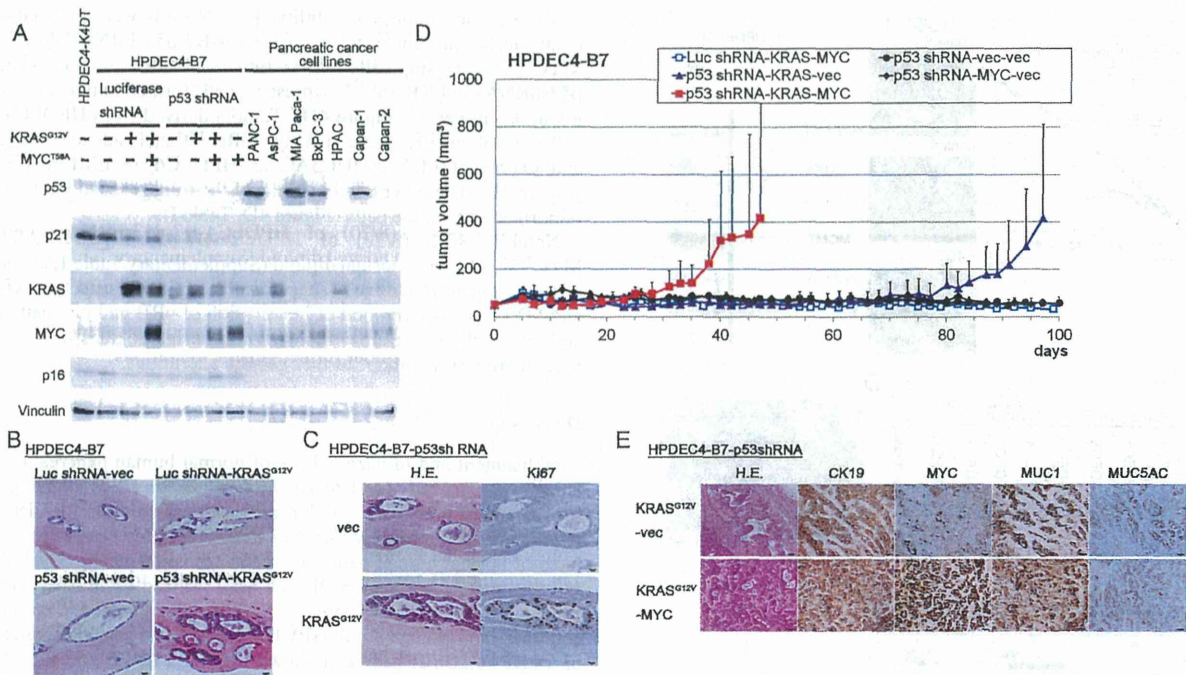 A
HPDEC4-K4DT
HPDEC4-B7
Pancreatic cancer
cell lines
Luciferase
shRNA
p53 shRNA
KRASG12V - - + + - - + + -
MYCT58A - - - + - - - + +
PANC-1
AsPC-1
MIA Paca-1
BxPC-3
HPAC
Capan-1
Capan-2
p53
p21
KRAS
MYC
p16
Vinculin
D
HPDEC4-B7
Luc shRNA-KRAS-MYC
p53 shRNA-KRAS-vec
p53 shRNA-KRAS-MYC
p53 shRNA-vec-vec
p53 shRNA-MYC-vec
tumor volume (mm³)
1000
800
600
400
200
0
0 20 40 60 80 100
days
B
HPDEC4-B7
Luc shRNA-vec
Luc shRNA-KRASG12V
p53 shRNA-vec
p53 shRNA-KRASG12V
C
HPDEC4-B7-p53sh RNA
H.E.
Ki67
vec
KRASG12V
E
HPDEC4-B7-p53shRNA
H.E. CK19 MYC MUC1 MUC5AC
KRASG12V
-vec
KRASG12V
-MYC